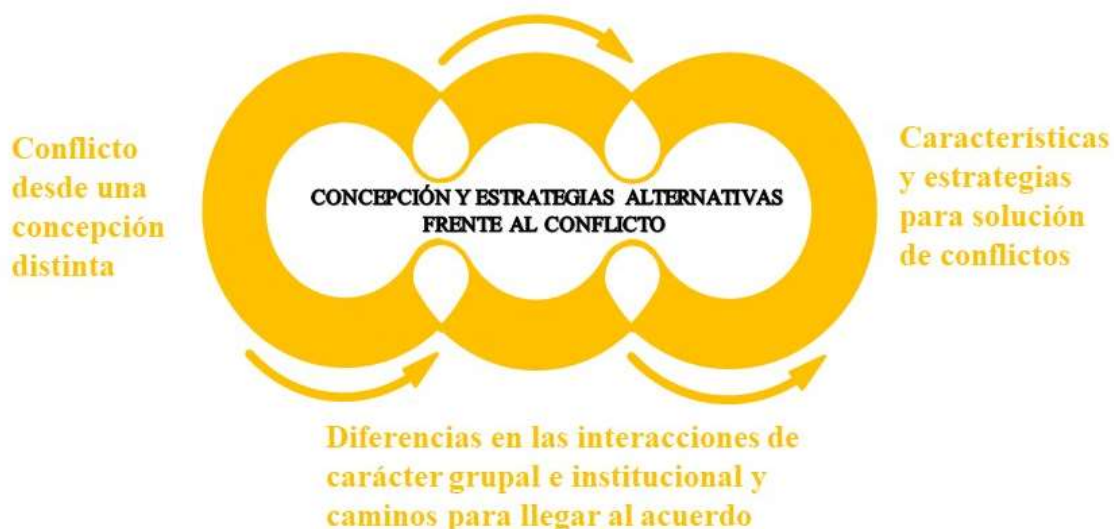 Conflicto
desde una
concepción
distinta
CONCEPCIÓN Y ESTRATEGIAS ALTERNATIVAS
FRENTE AL CONFLICTO
Características
y estrategias
para solución
de conflictos
Diferencias en las interacciones de
carácter grupal e institucional y
caminos para llegar al acuerdo